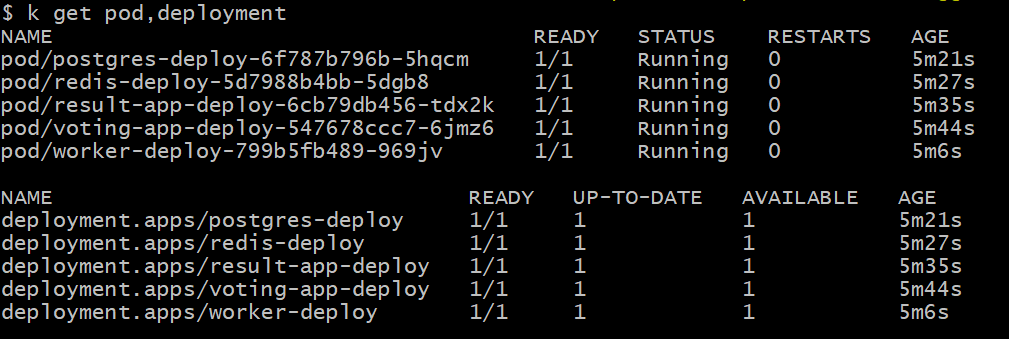 $ k get pod,deployment
NAME READY STATUS RESTARTS AGE
pod/postgres-deploy-6f787b796b-5hqcm 1/1 Running 0 5m21s
pod/redis-deploy-5d7988b4bb-5dgb8 1/1 Running 0 5m27s
pod/result-app-deploy-6cb79db456-tdx2k 1/1 Running 0 5m35s
pod/voting-app-deploy-547678ccc7-6jmz6 1/1 Running 0 5m44s
pod/worker-deploy-799b5fb489-969jv 1/1 Running 0 5m6s
NAME READY UP-TO-DATE AVAILABLE AGE
deployment.apps/postgres-deploy 1/1 1 1 5m21s
deployment.apps/redis-deploy 1/1 1 1 5m27s
deployment.apps/result-app-deploy 1/1 1 1 5m35s
deployment.apps/voting-app-deploy 1/1 1 1 5m44s
deployment.apps/worker-deploy 1/1 1 1 5m6s